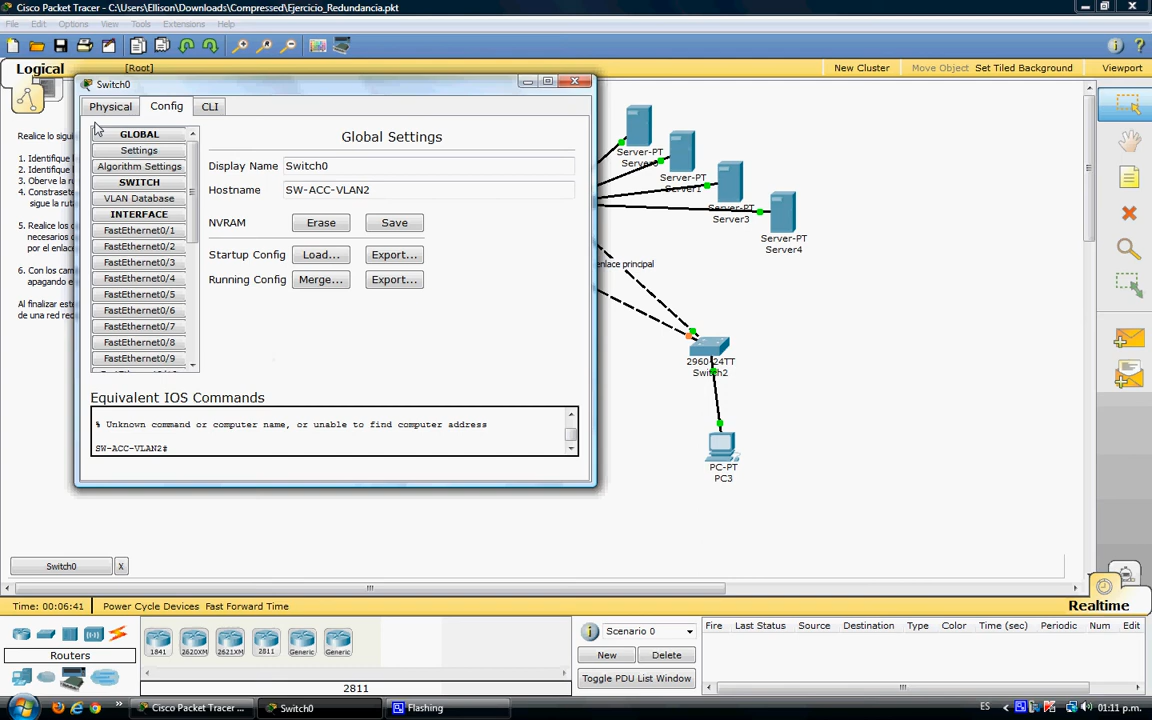 Cisco Packet Tracer - C:\Users\Ellison\Downloads\Compressed\Ejercicio_Redundancia.pkt
File Edit Options View Tools Extensions Help
Logical
[Root]
New Cluster
Move Object
Set Tiled Background
Viewport
Switch0
Physical
Config
CLI
GLOBAL
Settings
Algorithm Settings
SWITCH
VLAN Database
INTERFACE
FastEthernet0/1
FastEthernet0/2
FastEthernet0/3
FastEthernet0/4
FastEthernet0/5
FastEthernet0/6
FastEthernet0/7
FastEthernet0/8
FastEthernet0/9
Global Settings
Display Name Switch0
Hostname SW-ACC-VLAN2
NVRAM Erase Save
Startup Config Load... Export...
Running Config Merge... Export...
Equivalent IOS Commands
% Unknown command or computer name, or unable to find computer address
SW-ACC-VLAN2#
Realice lo sigu
1. Identifique l
2. Identifique l
3. Oberve la ru
4. Constrasete
sigue la ruta
5. Realice los c
necesarios c
por el enlace
6. Con los cam
apagando e
Al finalizar este
de una red rec
Server-PT
Server-PT
Server1
Server-PT
Server3
Server-PT
Server4
enlace principal
2960-24TT
Switch2
PC-PT
PC3
Switch0 X
Time: 00:06:41
Power Cycle Devices Fast Forward Time
Realtime
Routers
1841
2620XM
2621XM
2811
Generic
Generic
2811
Scenario 0
New
Delete
Toggle PDU List Window
Fire Last Status Source Destination Type Color Time (sec) Periodic Num Edit
Cisco Packet Tracer ...
Switch0
Flashing
ES
01:11 p.m.